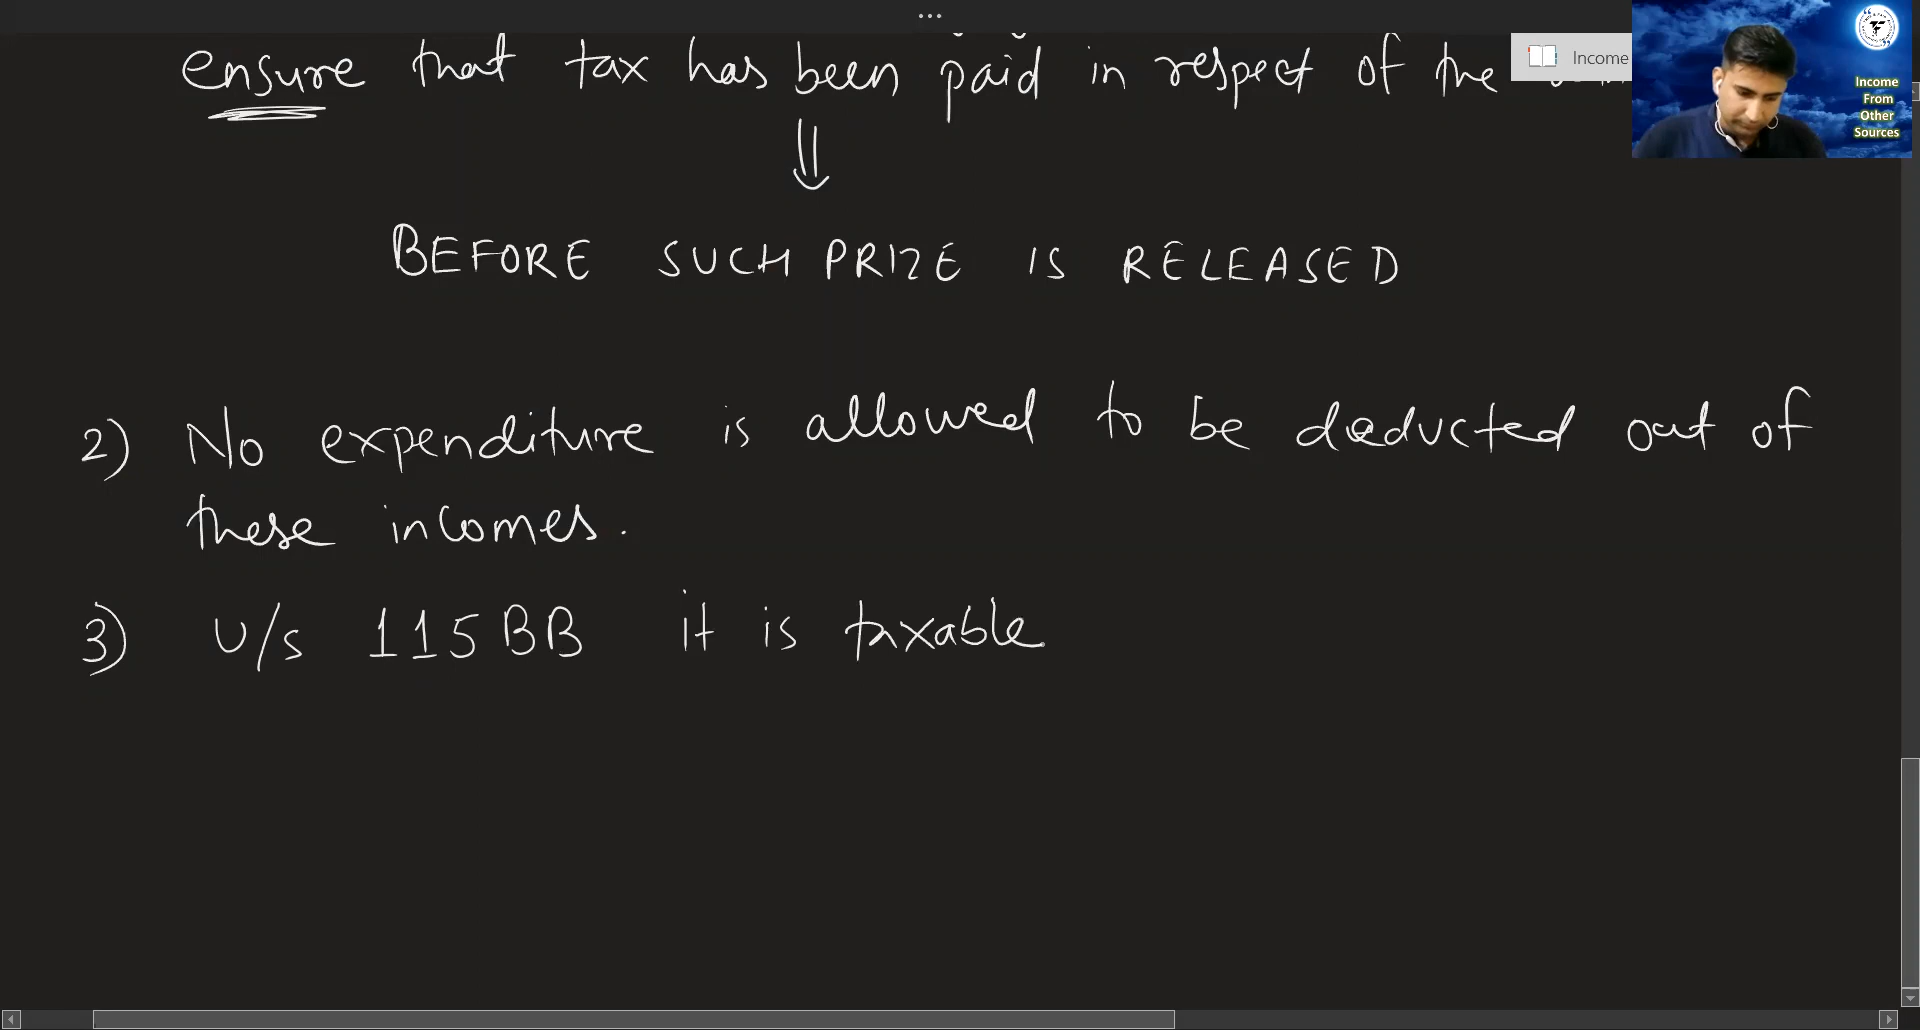 ...
ensure that tax has been paid in respect of the
Income
BEFORE SUCH PRIZE IS RELEASED
2) No expenditure is allowed to be deducted out of
these incomes.
3) U/s 115BB it is taxable
Income
From
Other
Sources